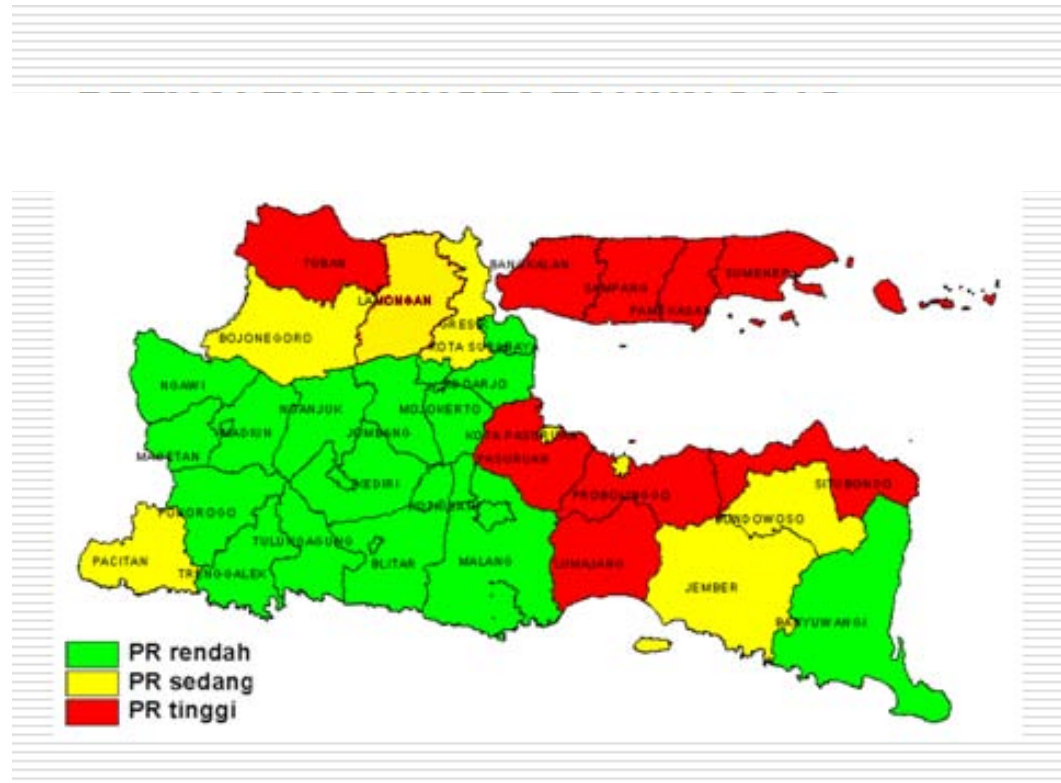 TUBAN
BANGKALAN
SUMENEP
SAMPANG
LAMONGAN
PAMEKASAN
GRESIK
BOJONEGORO
KOTA SURABAYA
NGAWI
NGANJUK
MOJOKERTO
MADIUN
JOMBANG
KOTA PASURUAN
MAGETAN
PASURUAN
KEDIRI
SITUBONDO
PROBOLINGGO
PONOROGO
BONDOWOSO
TULUNGAGUNG
PACITAN
BLITAR
MALANG
LUMAJANG
TRENGGALEK
JEMBER
BANYUWANGI
PR rendah
PR sedang
PR tinggi